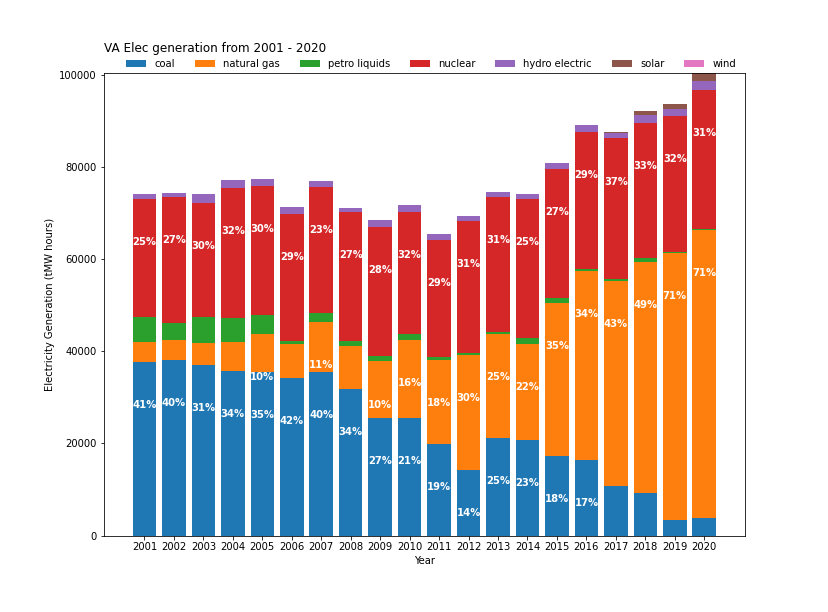 VA Elec generation from 2001 - 2020
coal natural gas petro liquids nuclear hydro electric solar wind
100000
80000
60000
40000
20000
0
Electricity Generation (tMW hours)
25% 27% 30% 32% 30% 29% 23% 27% 28% 32% 29% 31% 31% 25% 27% 29% 37% 33% 32% 31%
10% 11% 10% 16% 18% 30% 25% 22% 35% 34% 43% 49% 71% 71%
41% 40% 31% 34% 35% 42% 40% 34% 27% 21% 19% 14% 25% 23% 18% 17%
2001 2002 2003 2004 2005 2006 2007 2008 2009 2010 2011 2012 2013 2014 2015 2016 2017 2018 2019 2020
Year